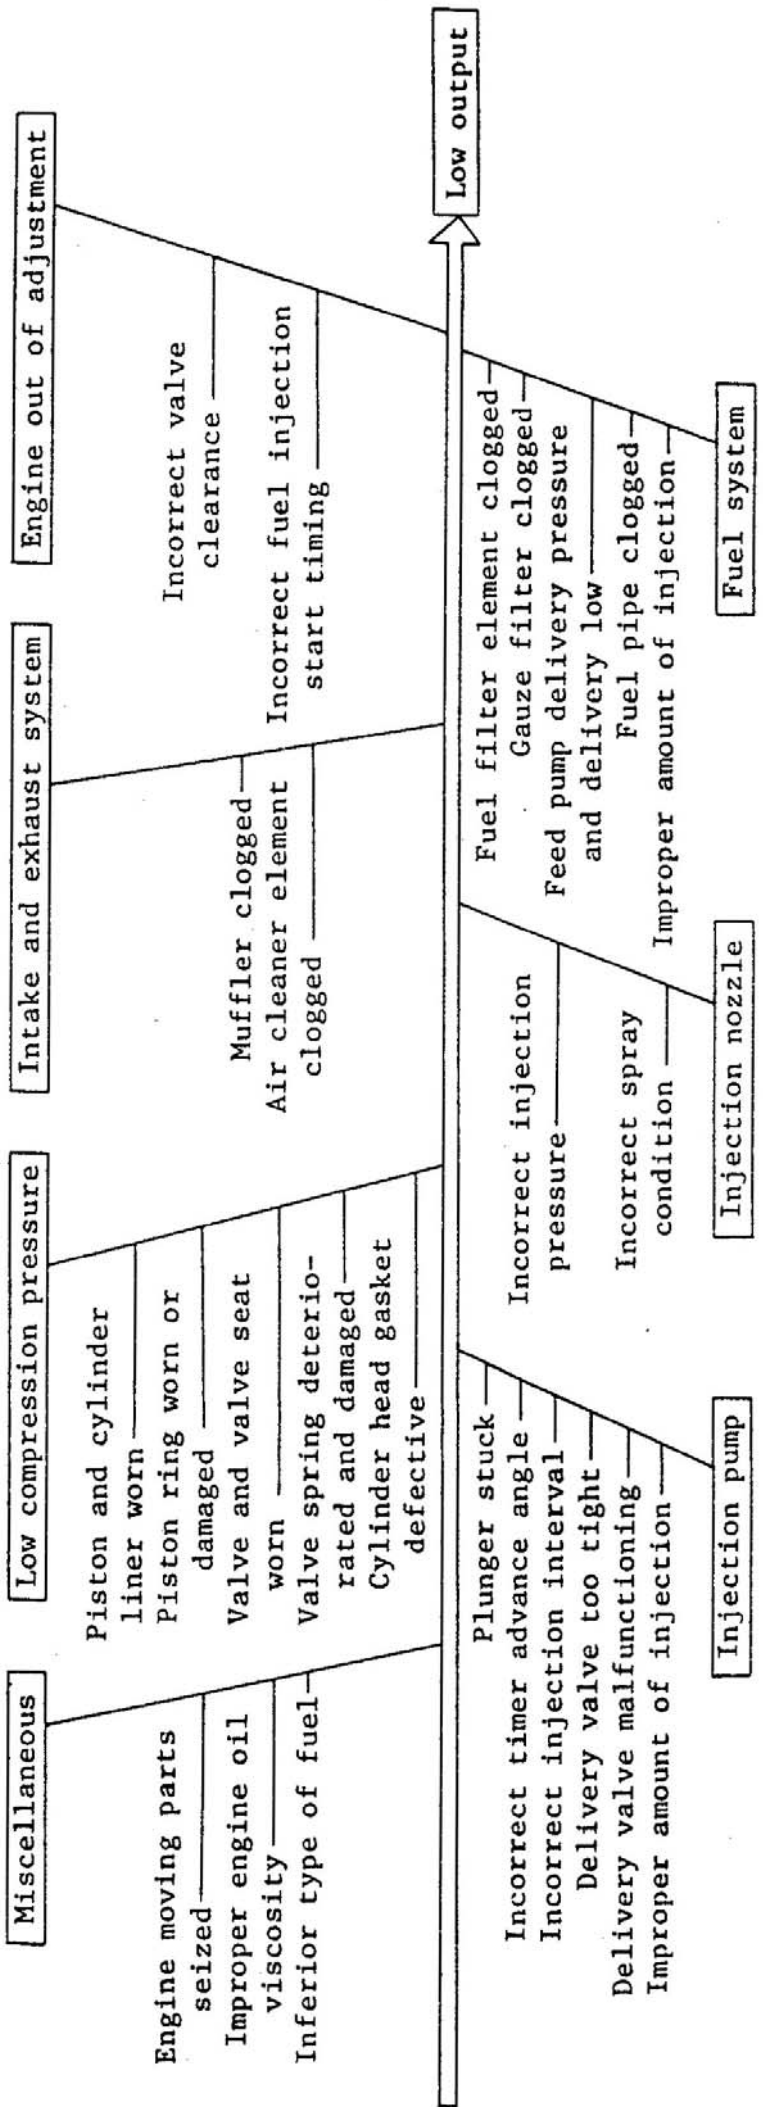 Miscellaneous
Engine moving parts
seized
Improper engine oil
viscosity
Inferior type of fuel
Low compression pressure
Piston and cylinder
liner worn
Piston ring worn or
damaged
Valve and valve seat
worn
Valve spring deterio-
rated and damaged
Cylinder head gasket
defective
Intake and exhaust system
Muffler clogged
Air cleaner element
clogged
Engine out of adjustment
Incorrect valve
clearance
Incorrect fuel injection
start timing
Low output
Plunger stuck
Incorrect timer advance angle
Incorrect injection interval
Delivery valve too tight
Delivery valve malfunctioning
Improper amount of injection
Injection pump
Incorrect injection
pressure
Incorrect spray
condition
Injection nozzle
Fuel filter element clogged
Gauze filter clogged
Feed pump delivery pressure
and delivery low
Fuel pipe clogged
Improper amount of injection
Fuel system